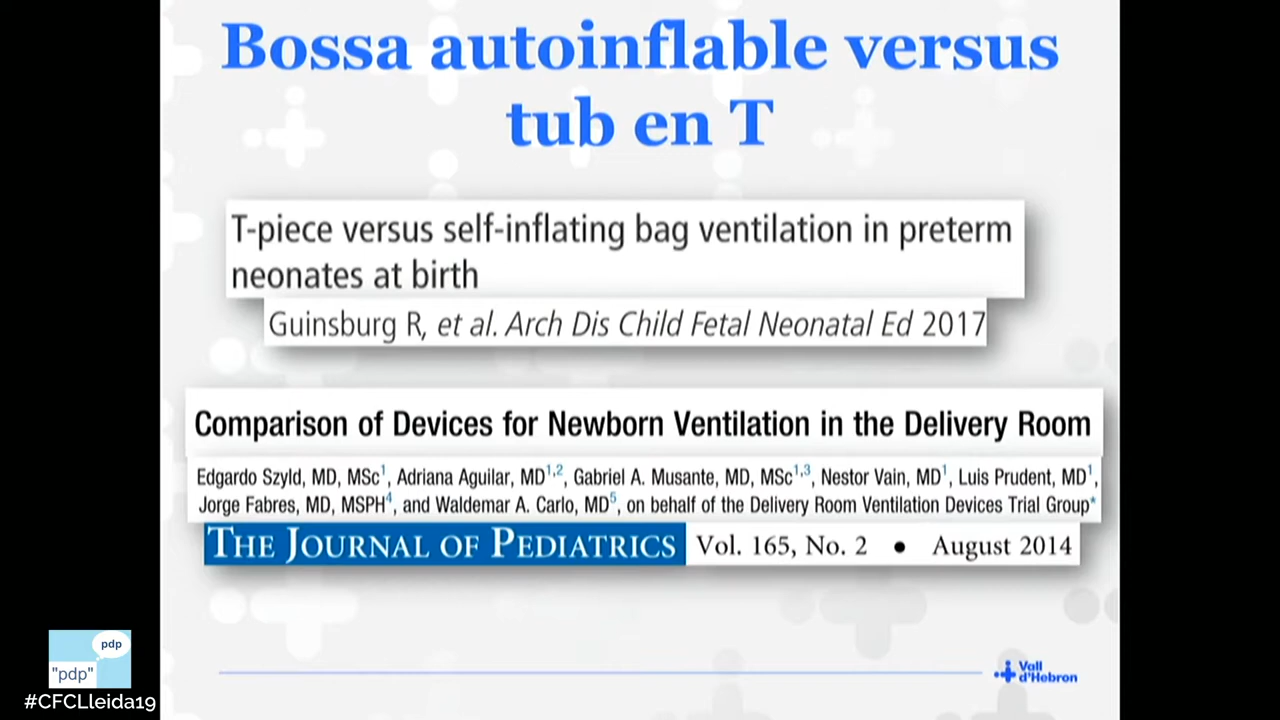 Bossa autoinflable versus
tub en T
T-piece versus self-inflating bag ventilation in preterm
neonates at birth
Guinsburg R, et al. Arch Dis Child Fetal Neonatal Ed 2017
Comparison of Devices for Newborn Ventilation in the Delivery Room
Edgardo Szyld, MD, MSc1, Adriana Aguilar, MD1,2, Gabriel A. Musante, MD, MSc1,3, Nestor Vain, MD1, Luis Prudent, MD1,
Jorge Fabres, MD, MSPH4, and Waldemar A. Carlo, MD5, on behalf of the Delivery Room Ventilation Devices Trial Group*
THE JOURNAL OF PEDIATRICS Vol. 165, No. 2 ● August 2014
pdp
"pdp"
#CFCLleida19
Vall
d'Hebron